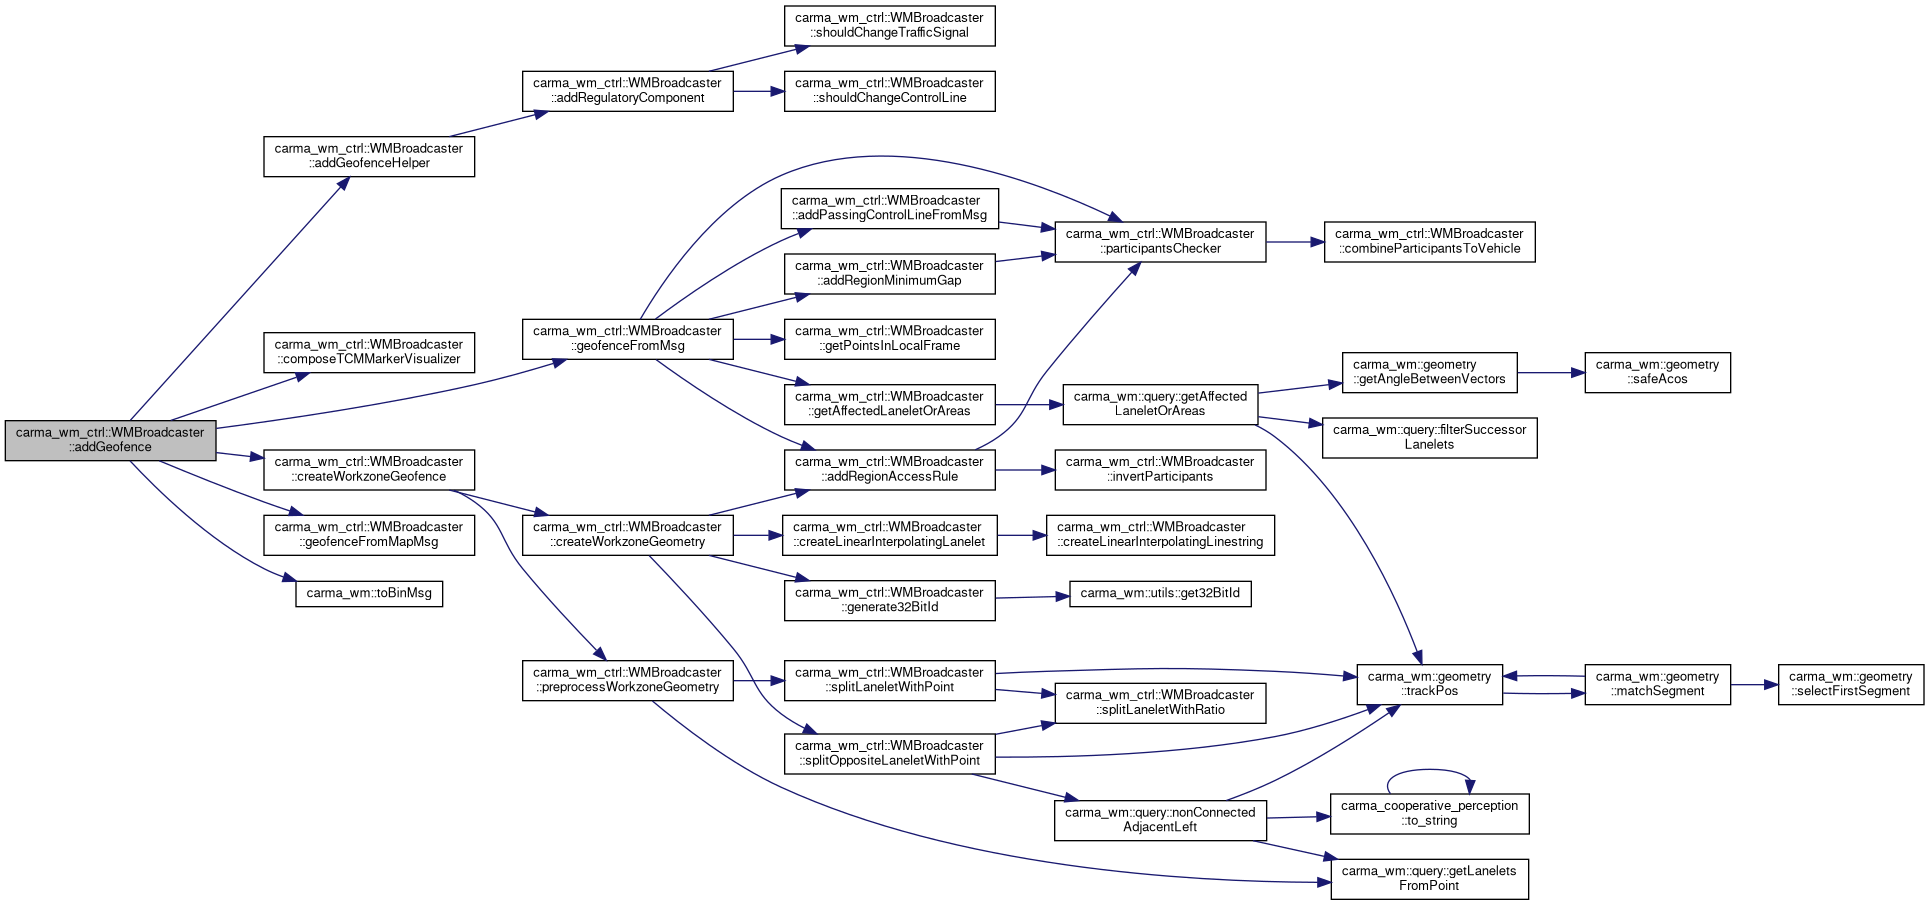 carma_wm_ctrl::WMBroadcaster
::addGeofence
carma_wm_ctrl::WMBroadcaster
::addGeofenceHelper
carma_wm_ctrl::WMBroadcaster
::composeTCMMarkerVisualizer
carma_wm_ctrl::WMBroadcaster
::createWorkzoneGeofence
carma_wm_ctrl::WMBroadcaster
::geofenceFromMapMsg
carma_wm::toBinMsg
carma_wm_ctrl::WMBroadcaster
::addRegulatoryComponent
carma_wm_ctrl::WMBroadcaster
::geofenceFromMsg
carma_wm_ctrl::WMBroadcaster
::createWorkzoneGeometry
carma_wm_ctrl::WMBroadcaster
::preprocessWorkzoneGeometry
carma_wm_ctrl::WMBroadcaster
::shouldChangeTrafficSignal
carma_wm_ctrl::WMBroadcaster
::shouldChangeControlLine
carma_wm_ctrl::WMBroadcaster
::addPassingControlLineFromMsg
carma_wm_ctrl::WMBroadcaster
::addRegionMinimumGap
carma_wm_ctrl::WMBroadcaster
::getPointsInLocalFrame
carma_wm_ctrl::WMBroadcaster
::getAffectedLaneletOrAreas
carma_wm_ctrl::WMBroadcaster
::addRegionAccessRule
carma_wm_ctrl::WMBroadcaster
::createLinearInterpolatingLanelet
carma_wm_ctrl::WMBroadcaster
::generate32BitId
carma_wm_ctrl::WMBroadcaster
::splitLaneletWithPoint
carma_wm_ctrl::WMBroadcaster
::splitOppositeLaneletWithPoint
carma_wm_ctrl::WMBroadcaster
::participantsChecker
carma_wm::query::getAffected
LaneletOrAreas
carma_wm_ctrl::WMBroadcaster
::invertParticipants
carma_wm_ctrl::WMBroadcaster
::createLinearInterpolatingLinestring
carma_wm::utils::get32BitId
carma_wm_ctrl::WMBroadcaster
::splitLaneletWithRatio
carma_wm::query::nonConnected
AdjacentLeft
carma_wm_ctrl::WMBroadcaster
::combineParticipantsToVehicle
carma_wm::geometry
::getAngleBetweenVectors
carma_wm::query::filterSuccessor
Lanelets
carma_wm::geometry
::trackPos
carma_cooperative_perception
::to_string
carma_wm::query::getLanelets
FromPoint
carma_wm::geometry
::safeAcos
carma_wm::geometry
::matchSegment
carma_wm::geometry
::selectFirstSegment